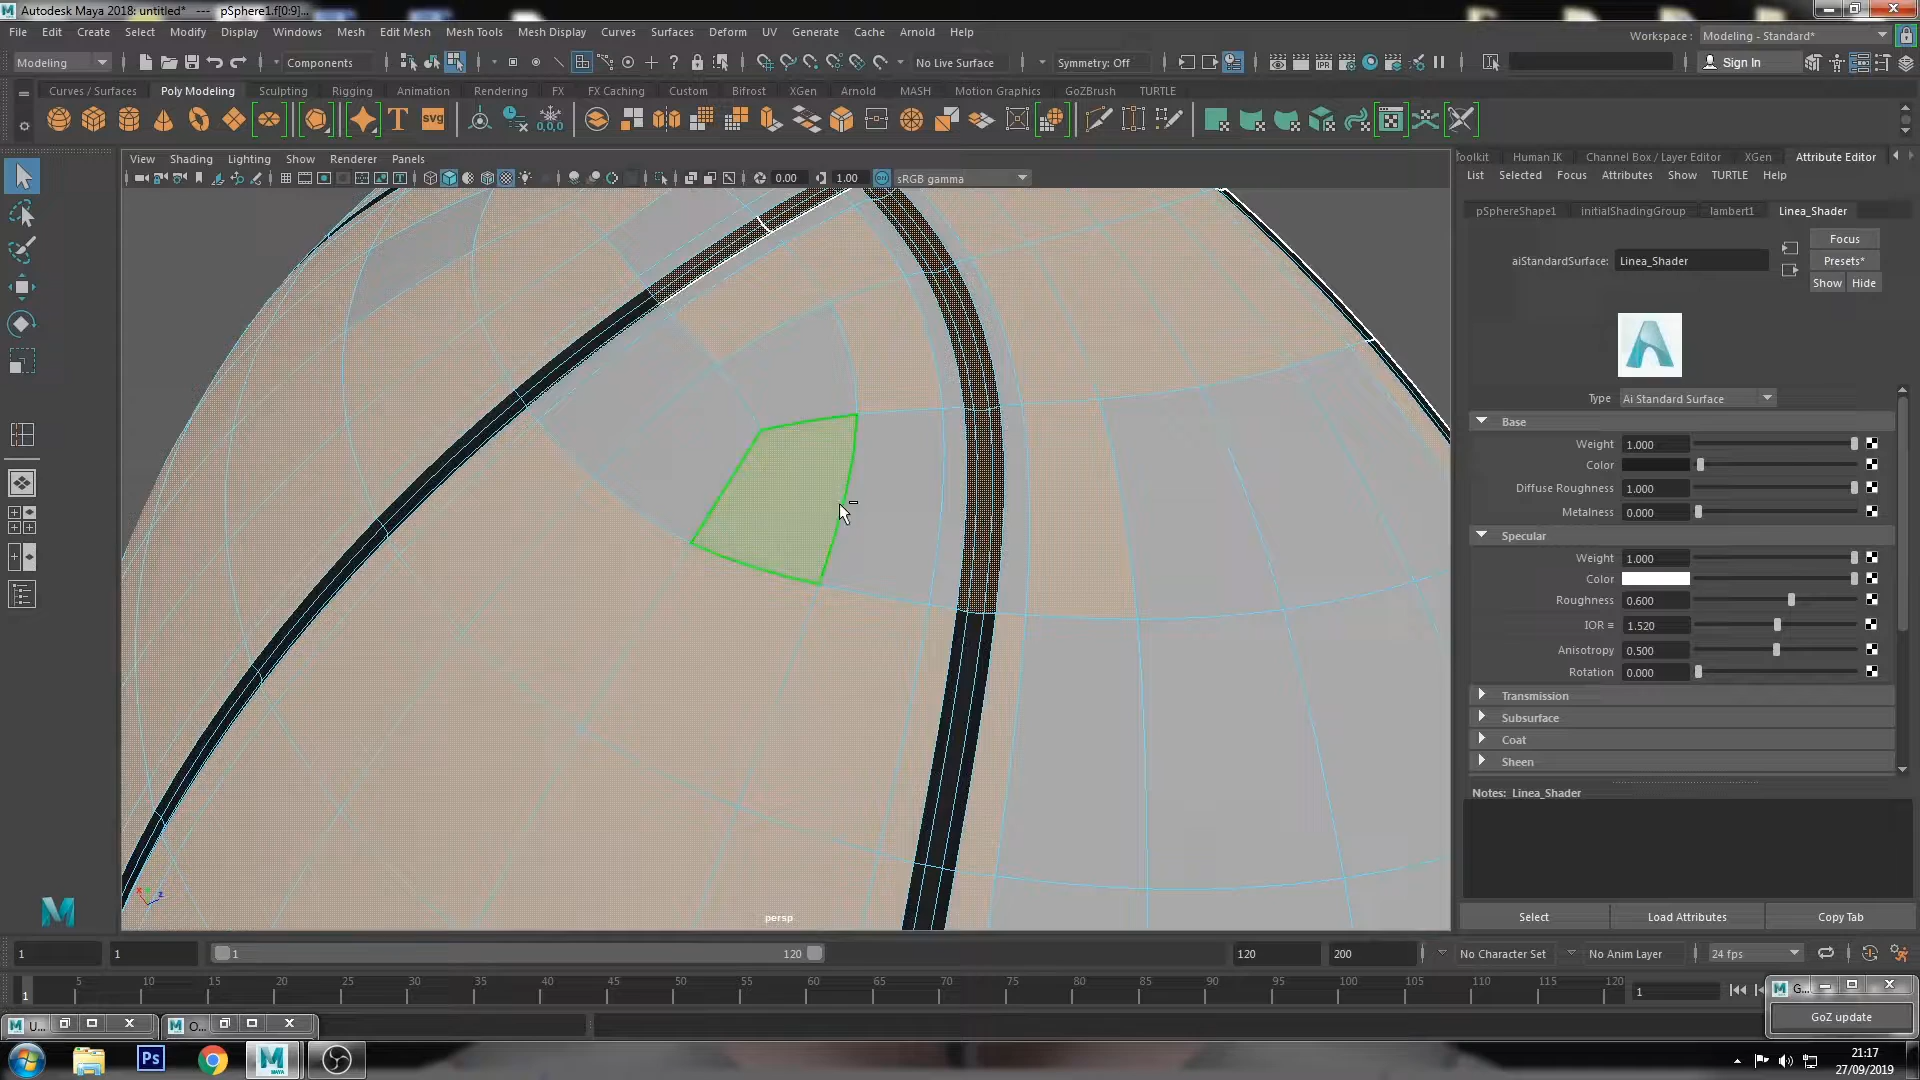 Autodesk Maya 2018: untitled*   ---   pSphere1.f[0:9]...
File Edit Create Select Modify Display Windows Mesh Edit Mesh Mesh Tools Mesh Display Curves Surfaces Deform UV Generate Cache Arnold Help
Workspace : Modeling - Standard*
Modeling Components No Live Surface Symmetry: Off Sign In
Curves / Surfaces Poly Modeling Sculpting Rigging Animation Rendering FX FX Caching Custom Bifrost XGen Arnold MASH Motion Graphics GoZBrush TURTLE
SVG
0,0,0
View Shading Lighting Show Renderer Panels
0.00 1.00 sRGB gamma
oolkit Human IK Channel Box / Layer Editor XGen Attribute Editor
List Selected Focus Attributes Show TURTLE Help
pSphereShape1 initialShadingGroup lambert1 Linea_Shader
Focus
aiStandardSurface: Linea_Shader
Presets*
Show Hide
Type Ai Standard Surface
Base
Weight 1.000
Color
Diffuse Roughness 1.000
Metalness 0.000
Specular
Weight 1.000
Color
Roughness 0.600
IOR 1.520
Anisotropy 0.500
Rotation 0.000
Transmission
Subsurface
Coat
Sheen
Notes: Linea_Shader
Select Load Attributes Copy Tab
persp
1 1 1 120 120 200 No Character Set No Anim Layer 24 fps
5 10 15 20 25 30 35 40 45 50 55 60 65 70 75 80 85 90 95 100 105 110 115 120
1 1
G...
GoZ update
U... O...
Ps
MAYA
21:17
27/09/2019